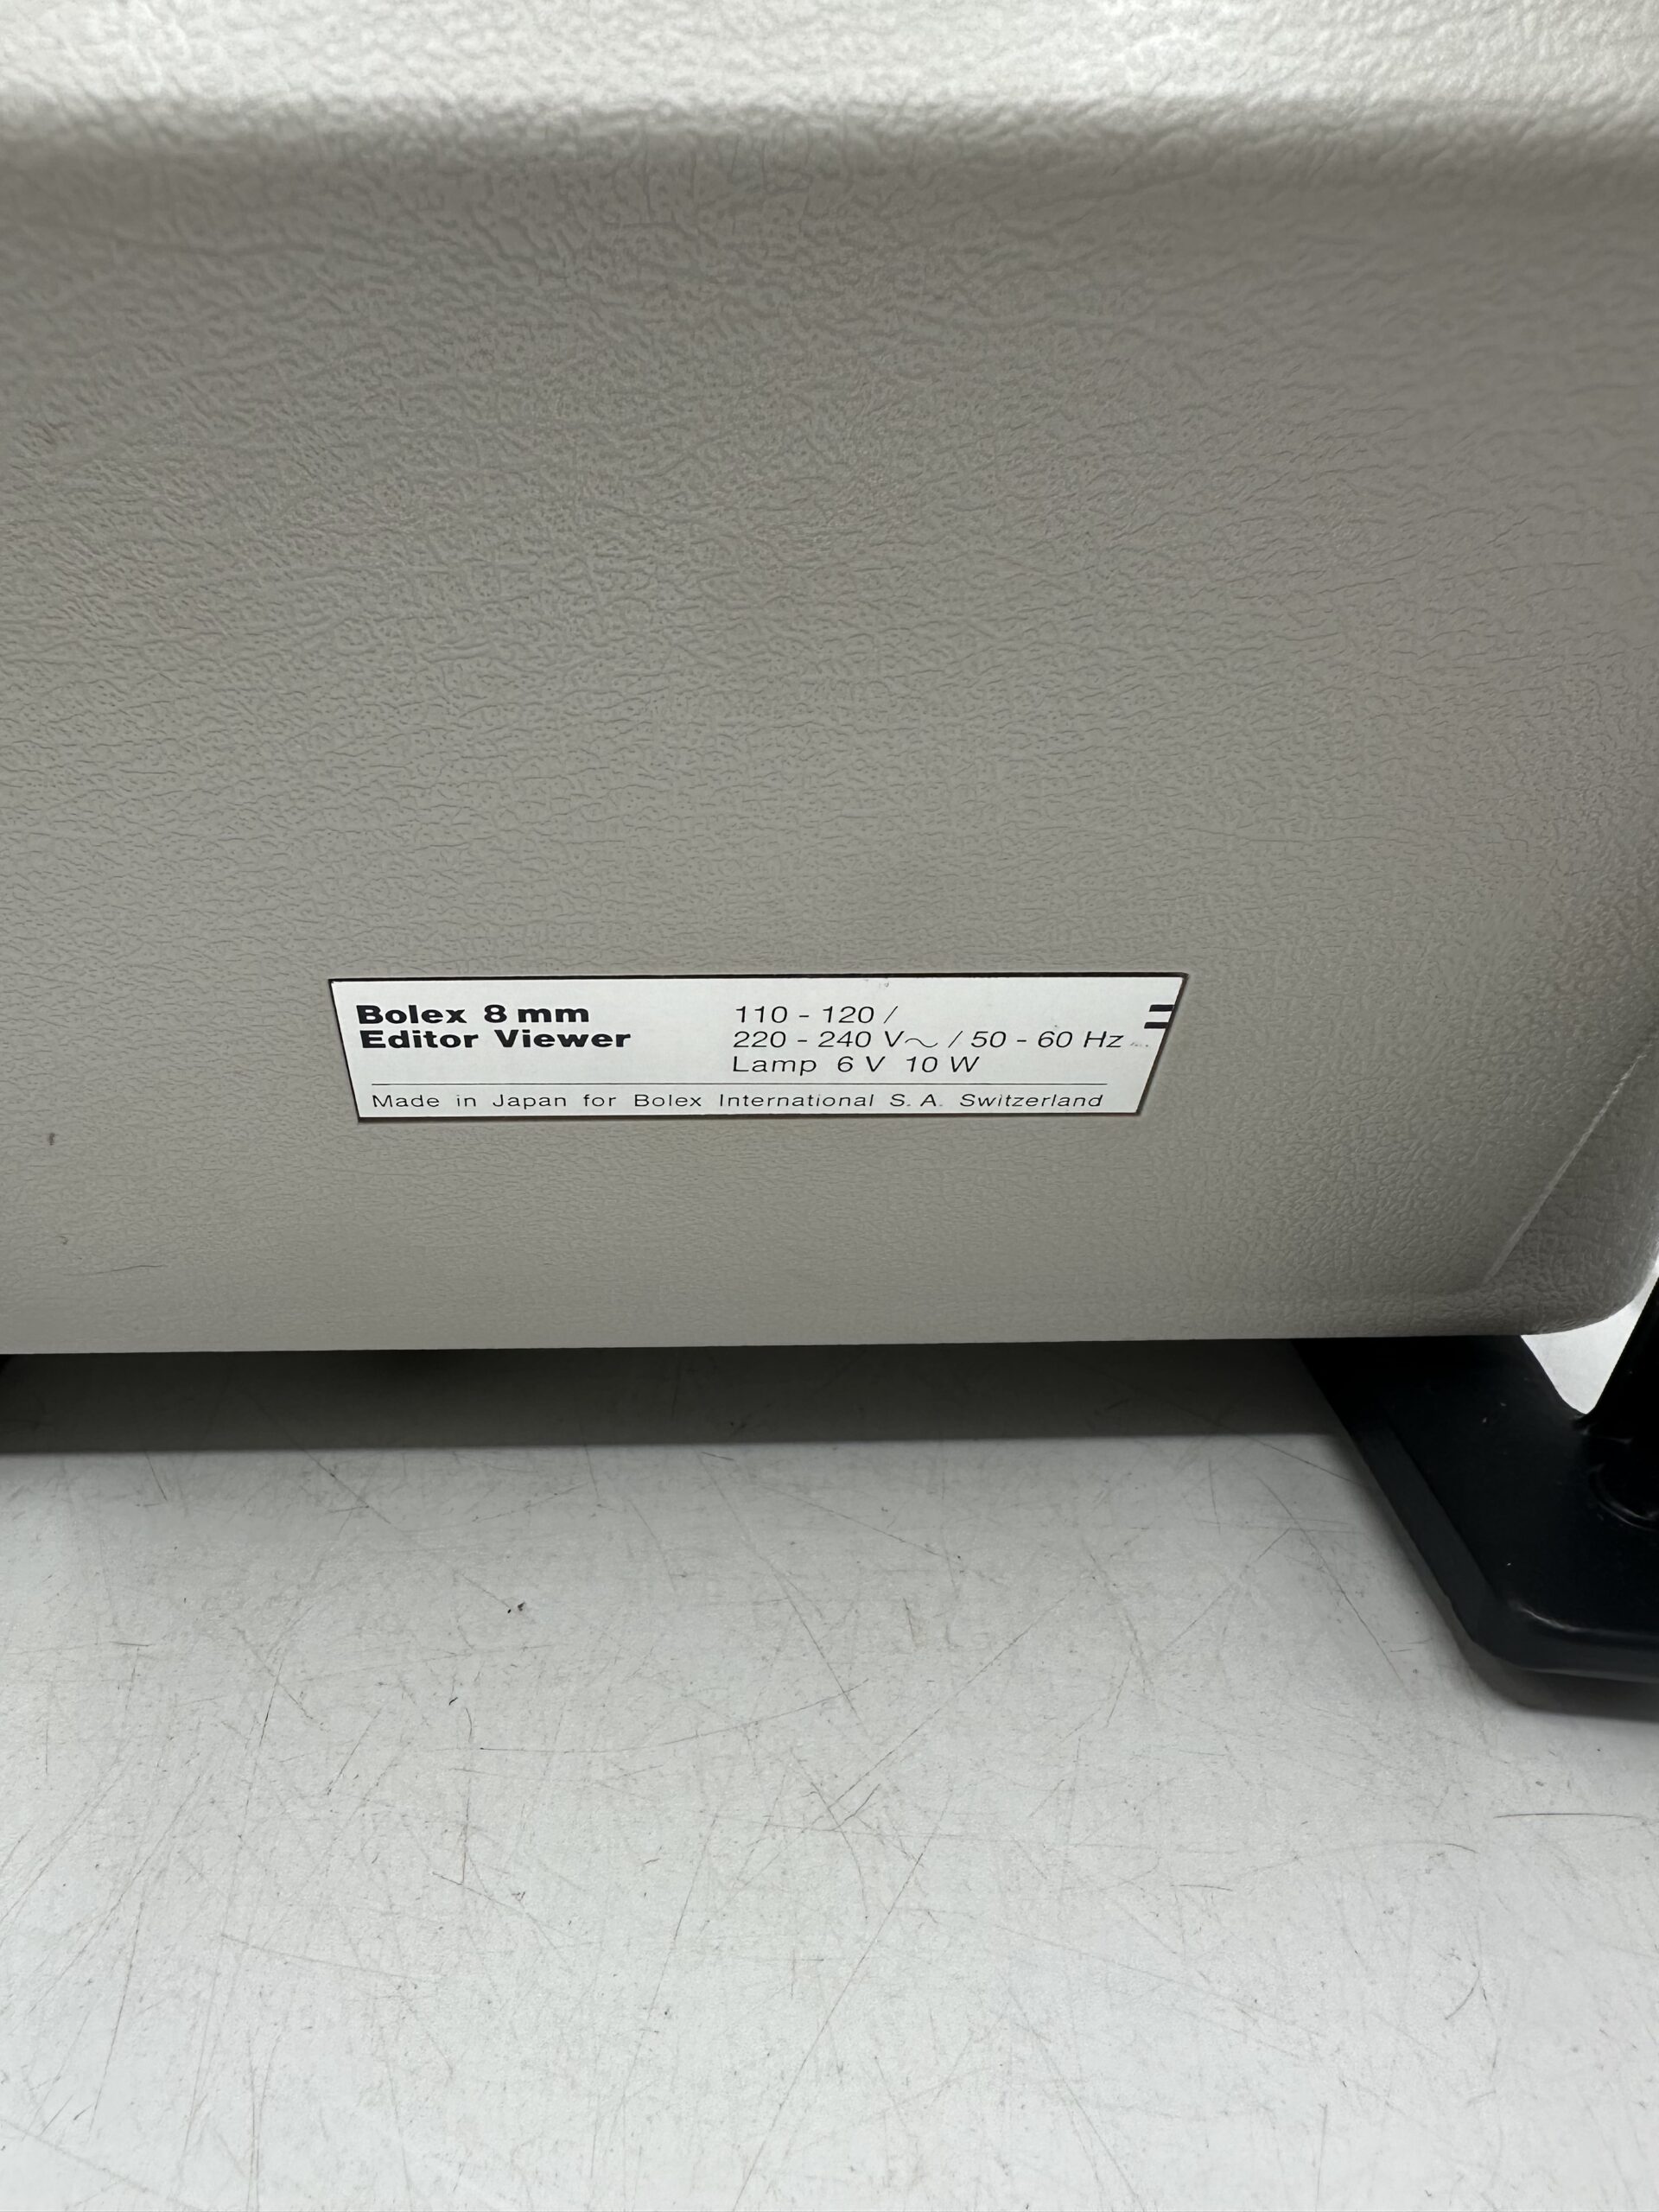 Bolex 8 mm
Editor Viewer
110 - 120 /
220 - 240 V~ / 50 - 60 Hz
Lamp 6 V 10 W
Made in Japan for Bolex International S. A. Switzerland